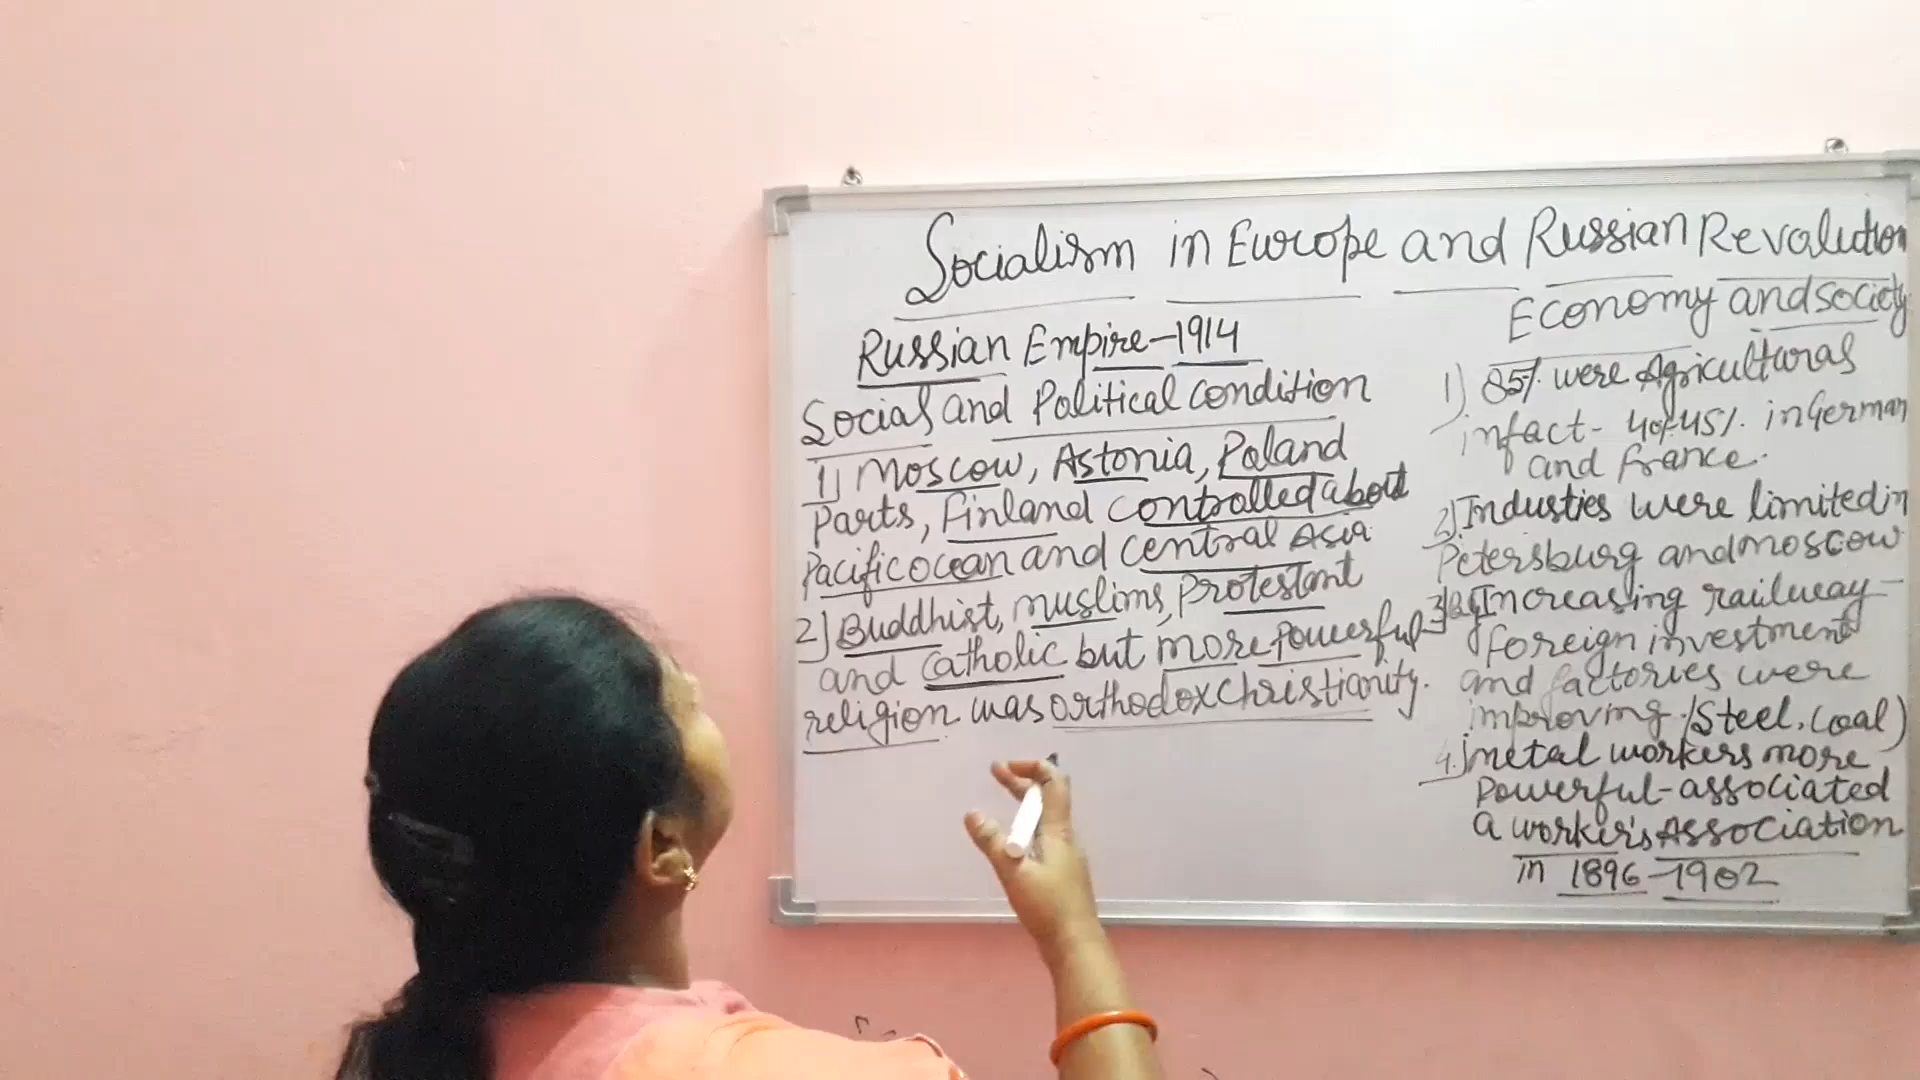 Socialism in Europe and Russian Revolution
Russian Empire-1914
Social and Political condition
1) Moscow, Astonia, Poland
Parts, Finland controlled about
Pacific ocean and central Asia
2) Buddhist, muslims, Protestant
and catholic but more powerful
religion was orthodox christianity.
Economy and society
1) 85% were Agricultural
infact - 40%-45% in German
and France.
2) Industies were limited in
Petersburg and moscow
3) Increasing railway-
foreign investment
and factories were
improving /Steel, Coal)
4.) metal workers more
powerful-associated
a worker's Association
in 1896-1902